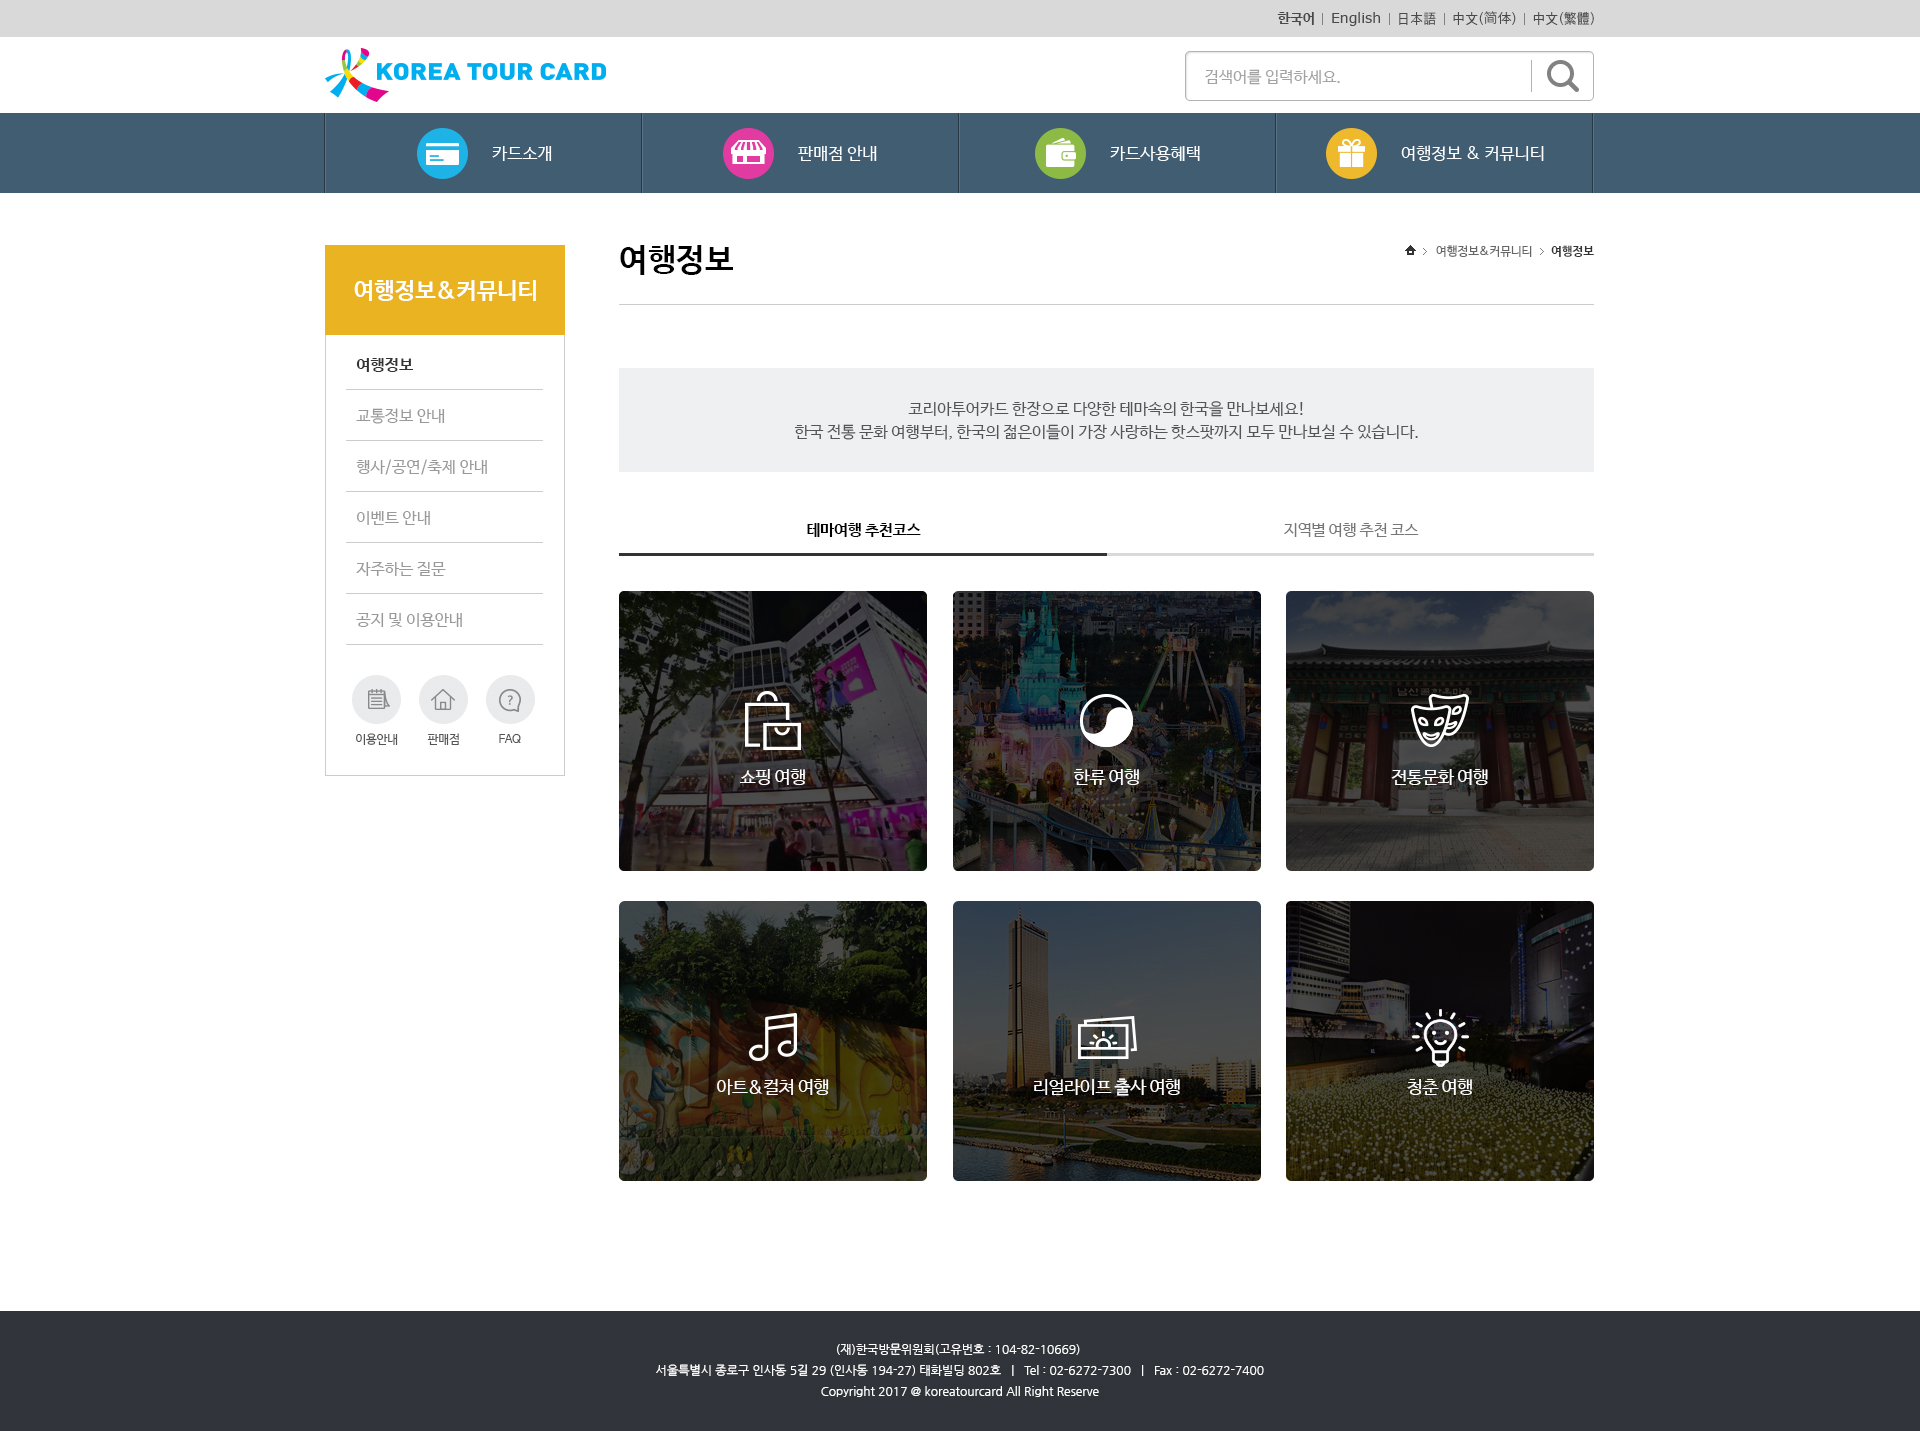 한국어 | English | 日本語 | 中文(简体) | 中文(繁體)
KOREA TOUR CARD
검색어를 입력하세요.
카드소개
판매점 안내
카드사용혜택
여행정보 & 커뮤니티
여행정보&커뮤니티
여행정보
교통정보 안내
행사/공연/축제 안내
이벤트 안내
자주하는 질문
공지 및 이용안내
이용안내
판매점
FAQ
여행정보
여행정보&커뮤니티 > 여행정보
코리아투어카드 한장으로 다양한 테마속의 한국을 만나보세요!
한국 전통 문화 여행부터, 한국의 젊은이들이 가장 사랑하는 핫스팟까지 모두 만나보실 수 있습니다.
테마여행 추천코스
지역별 여행 추천 코스
쇼핑 여행
한류 여행
전통문화 여행
아트&컬쳐 여행
리얼라이프 출사 여행
청춘 여행
(재)한국방문위원회(고유번호 : 104-82-10669)
서울특별시 종로구 인사동 5길 29 (인사동 194-27) 태화빌딩 802호 | Tel : 02-6272-7300 | Fax : 02-6272-7400
Copyright 2017 @ koreatourcard All Right Reserve